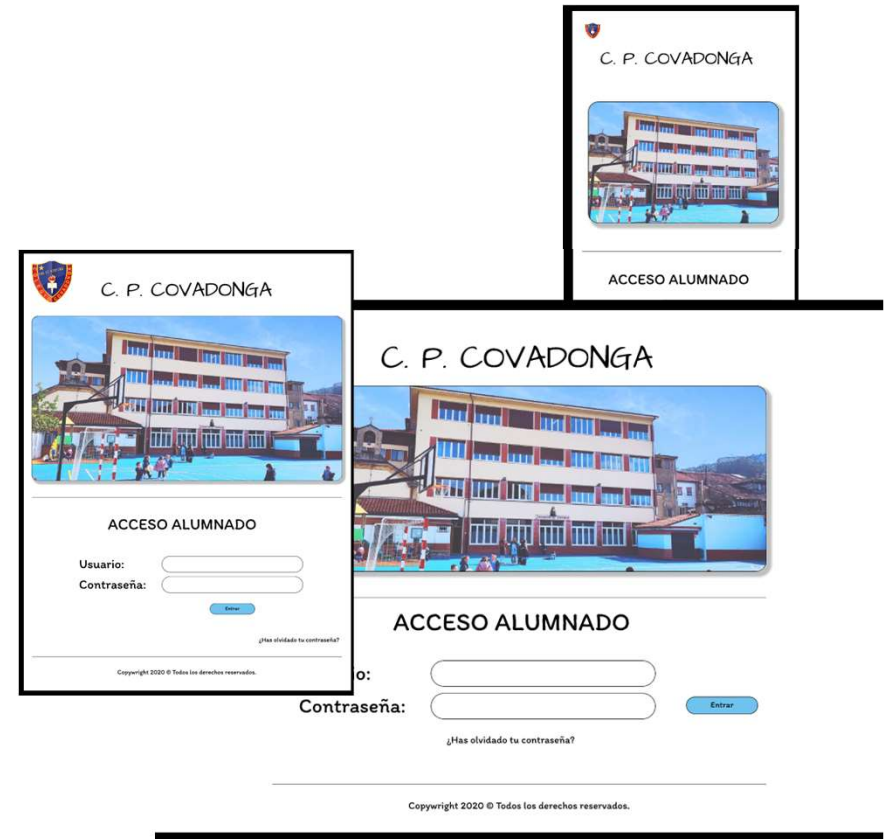 C. P. COVADONGA
ACCESO ALUMNADO
C. P. COVADONGA
ACCESO ALUMNADO
Usuario:
Contraseña:
Entrar
¿Has olvidado tu contraseña?
Copywright 2020 © Todos los derechos reservados.
C. P. COVADONGA
ACCESO ALUMNADO
o:
Contraseña:
Entrar
¿Has olvidado tu contraseña?
Copywright 2020 © Todos los derechos reservados.